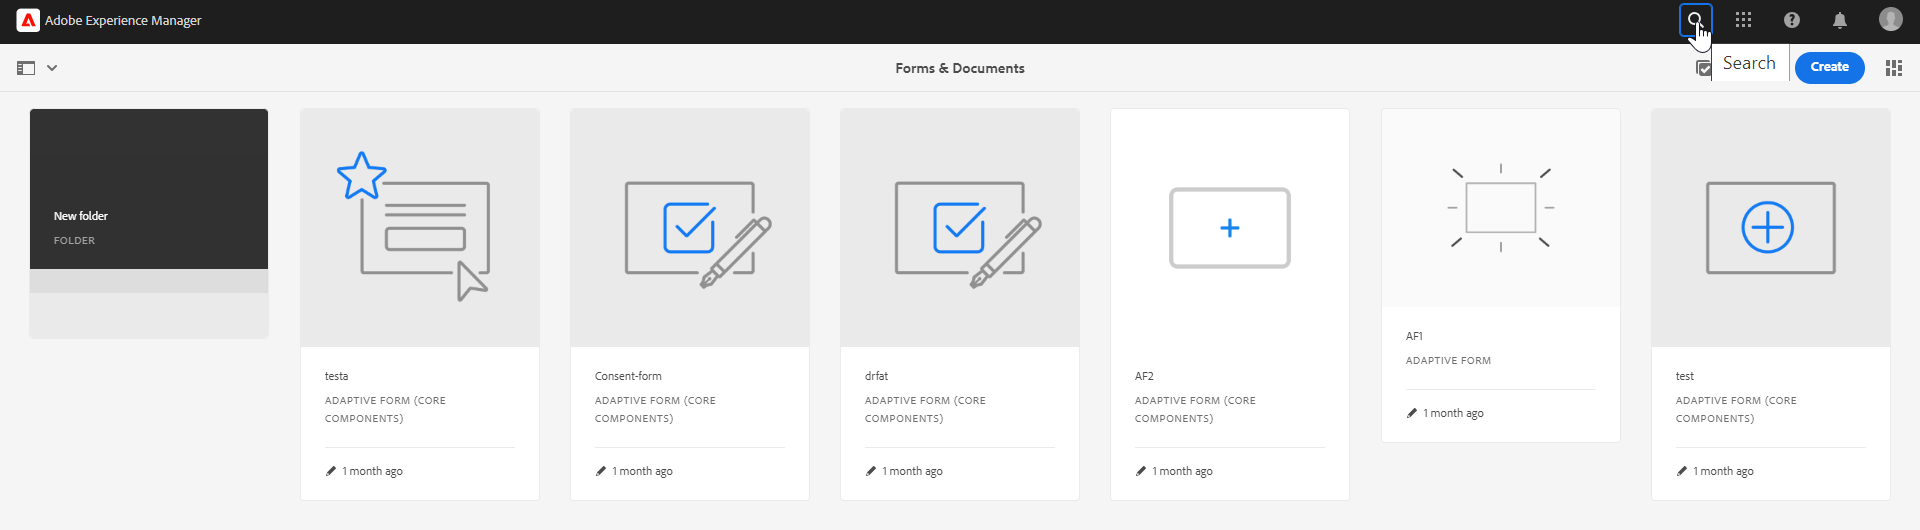 Adobe Experience Manager
Forms & Documents
Search
Create
New folder
FOLDER
testa
ADAPTIVE FORM (CORE
COMPONENTS)
1 month ago
Consent-form
ADAPTIVE FORM (CORE
COMPONENTS)
1 month ago
drfat
ADAPTIVE FORM (CORE
COMPONENTS)
1 month ago
AF2
ADAPTIVE FORM (CORE
COMPONENTS)
1 month ago
AF1
ADAPTIVE FORM
1 month ago
test
ADAPTIVE FORM (CORE
COMPONENTS)
1 month ago